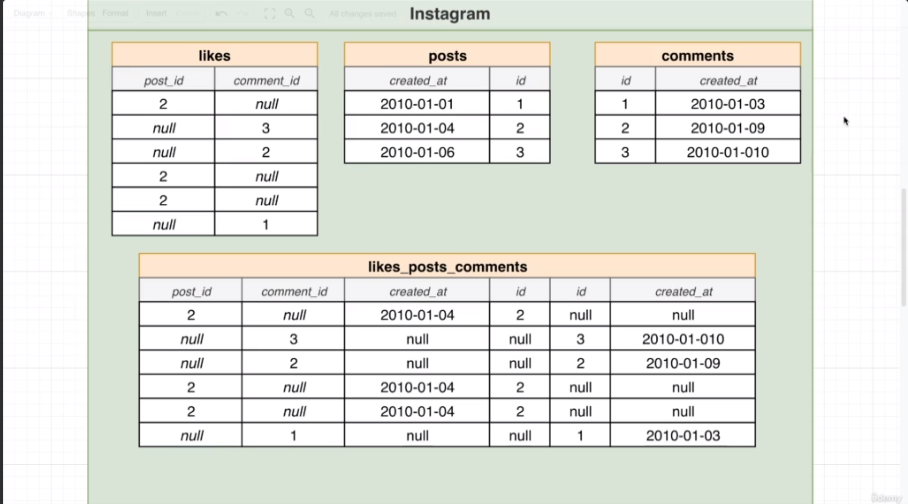 Diagram Shapes Format Insert All changes saved
Instagram
likes
post_id comment_id
2 null
null 3
null 2
2 null
2 null
null 1
posts
created_at id
2010-01-01 1
2010-01-04 2
2010-01-06 3
comments
id created_at
1 2010-01-03
2 2010-01-09
3 2010-01-010
likes_posts_comments
post_id comment_id created_at id id created_at
2 null 2010-01-04 2 null null
null 3 null null 3 2010-01-010
null 2 null null 2 2010-01-09
2 null 2010-01-04 2 null null
2 null 2010-01-04 2 null null
null 1 null null 1 2010-01-03
Udemy